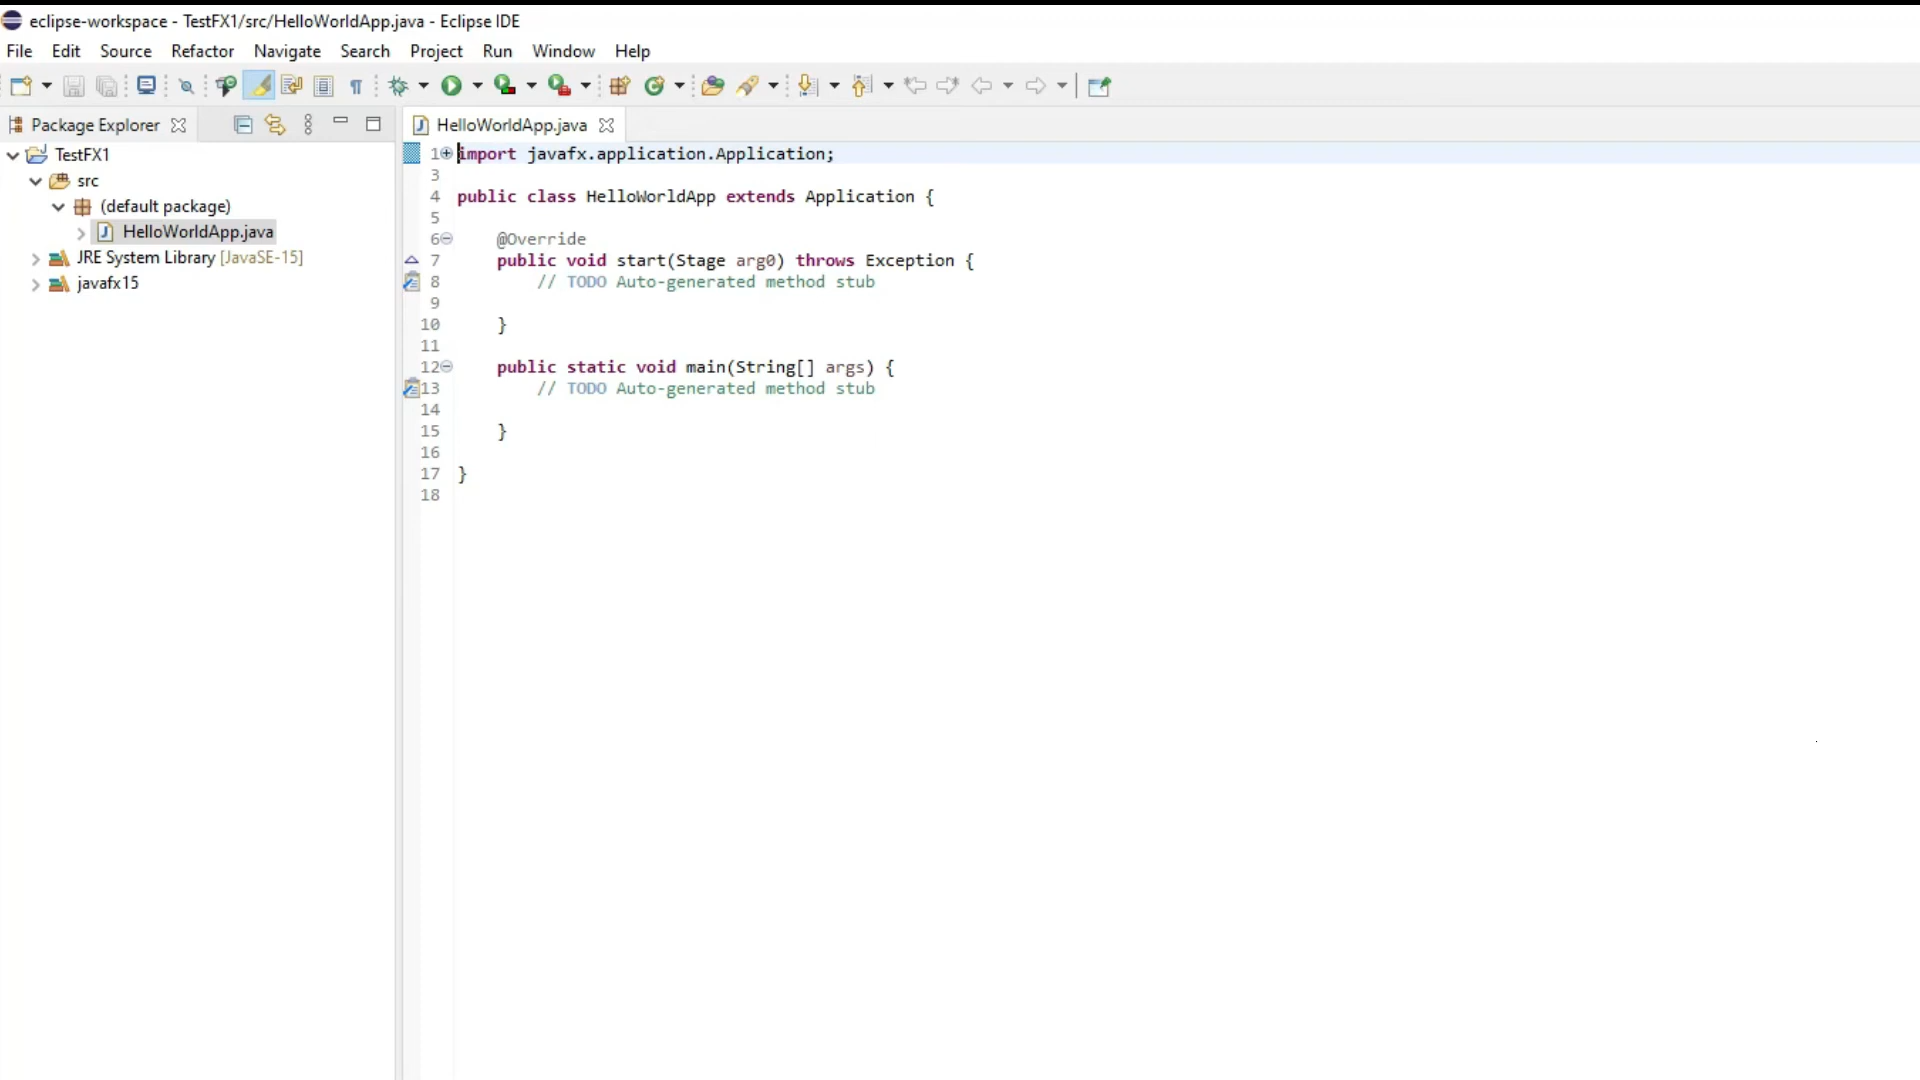 eclipse-workspace - TestFX1/src/HelloWorldApp.java - Eclipse IDE
File Edit Source Refactor Navigate Search Project Run Window Help
Package Explorer
TestFX1
src
(default package)
HelloWorldApp.java
JRE System Library [JavaSE-15]
javafx15
HelloWorldApp.java
1 import javafx.application.Application;
3
4 public class HelloWorldApp extends Application {
5
6 @Override
7 public void start(Stage arg0) throws Exception {
8 // TODO Auto-generated method stub
9
10 }
11
12 public static void main(String[] args) {
13 // TODO Auto-generated method stub
14
15 }
16
17 }
18